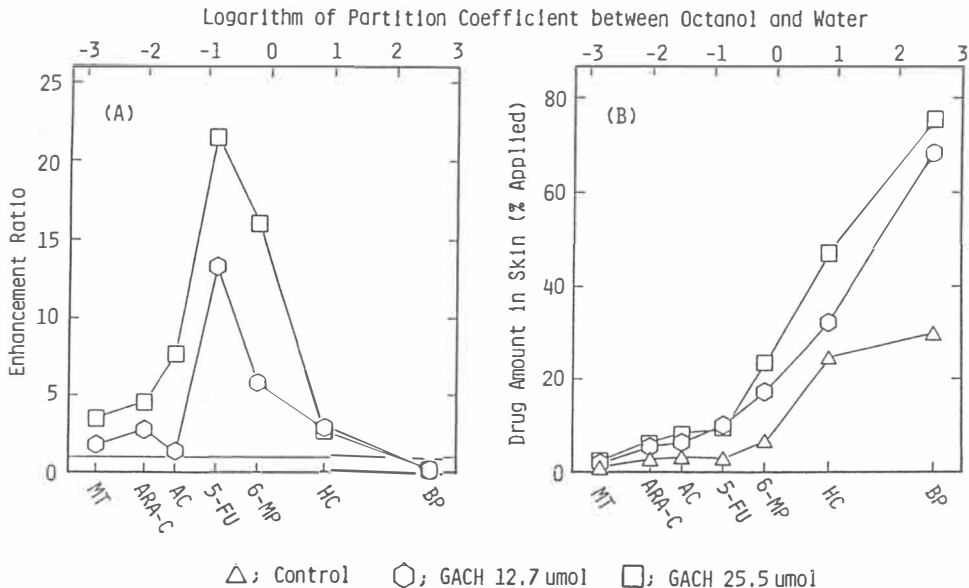 Logarithm of Partition Coefficient between Octanol and Water
-3 -2 -1 0 1 2 3
-3 -2 -1 0 1 2 3
(A)
(B)
Enhancement Ratio
25
20
15
10
5
0
MT ARA-C AC 5-FU 6-MP HC BP
Drug Amount in Skin (% Applied)
80
60
40
20
0
MT ARA-C AC 5-FU 6-MP HC BP
△; Control ⬡; GACH 12.7 umol □; GACH 25.5 umol